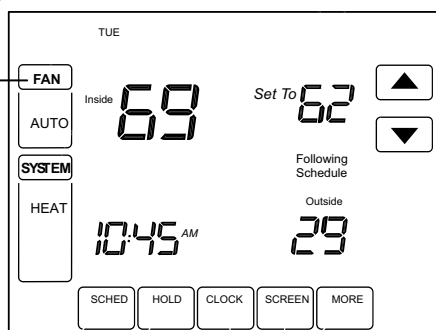 TUE
FAN
AUTO
Inside
69
Set To 62
SYSTEM
HEAT
Following
Schedule
Outside
10:45 AM
29
SCHED HOLD CLOCK SCREEN MORE